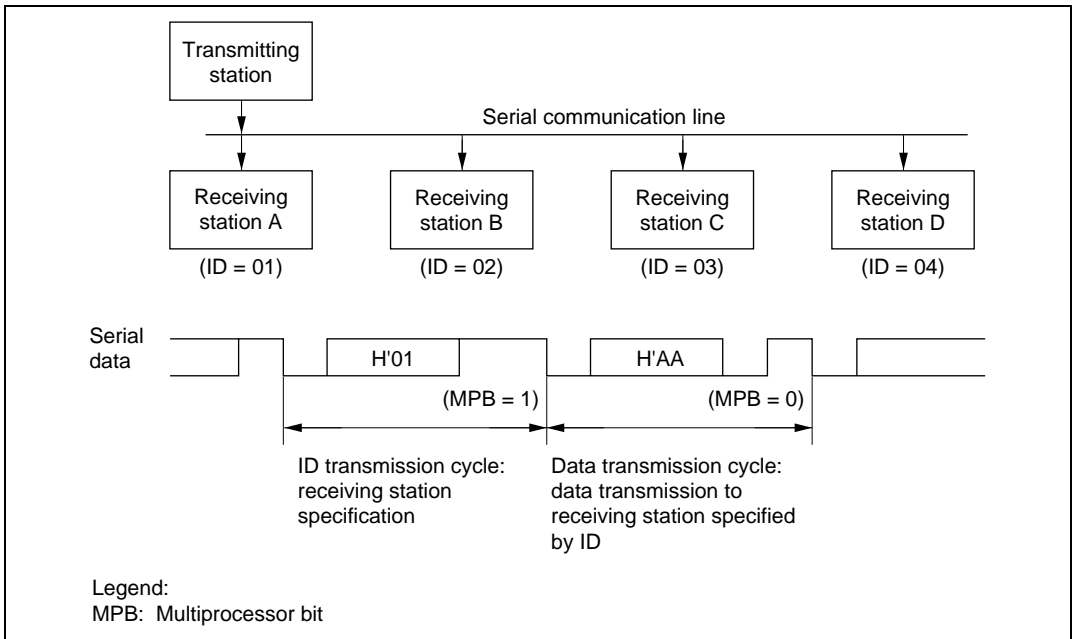 Transmitting
station
Serial communication line
Receiving
station A
Receiving
station B
Receiving
station C
Receiving
station D
(ID = 01)
(ID = 02)
(ID = 03)
(ID = 04)
Serial
data
H'01
H'AA
(MPB = 1)
(MPB = 0)
ID transmission cycle:
receiving station
specification
Data transmission cycle:
data transmission to
receiving station specified
by ID
Legend:
MPB: Multiprocessor bit